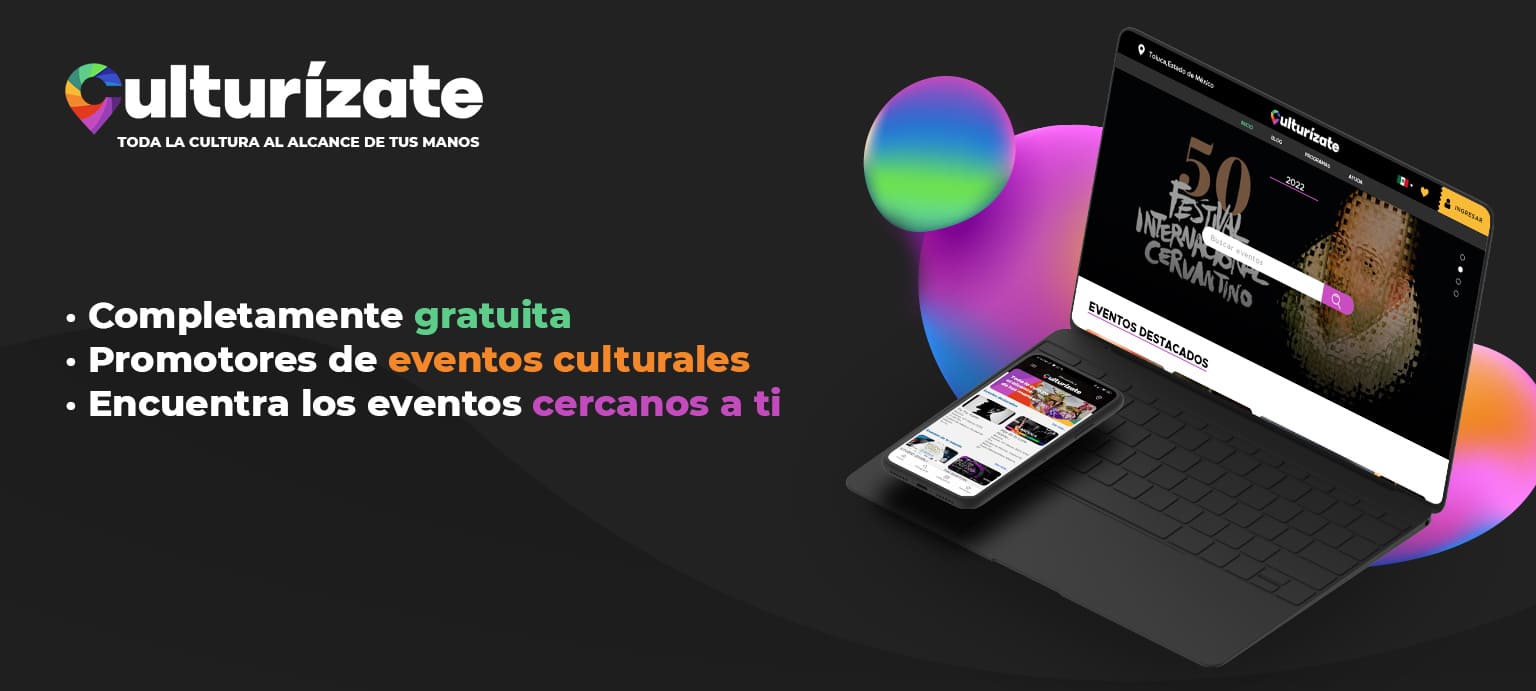 Culturízate
TODA LA CULTURA AL ALCANCE DE TUS MANOS
• Completamente gratuita
• Promotores de eventos culturales
• Encuentra los eventos cercanos a ti
Toluca,Estado de México
Culturízate
INICIO
BLOG
PROGRAMAS
AYUDA
INGRESAR
50
2022
FESTIVAL
INTERNACIONAL
CERVANTINO
Buscar eventos
EVENTOS DESTACADOS
Culturízate